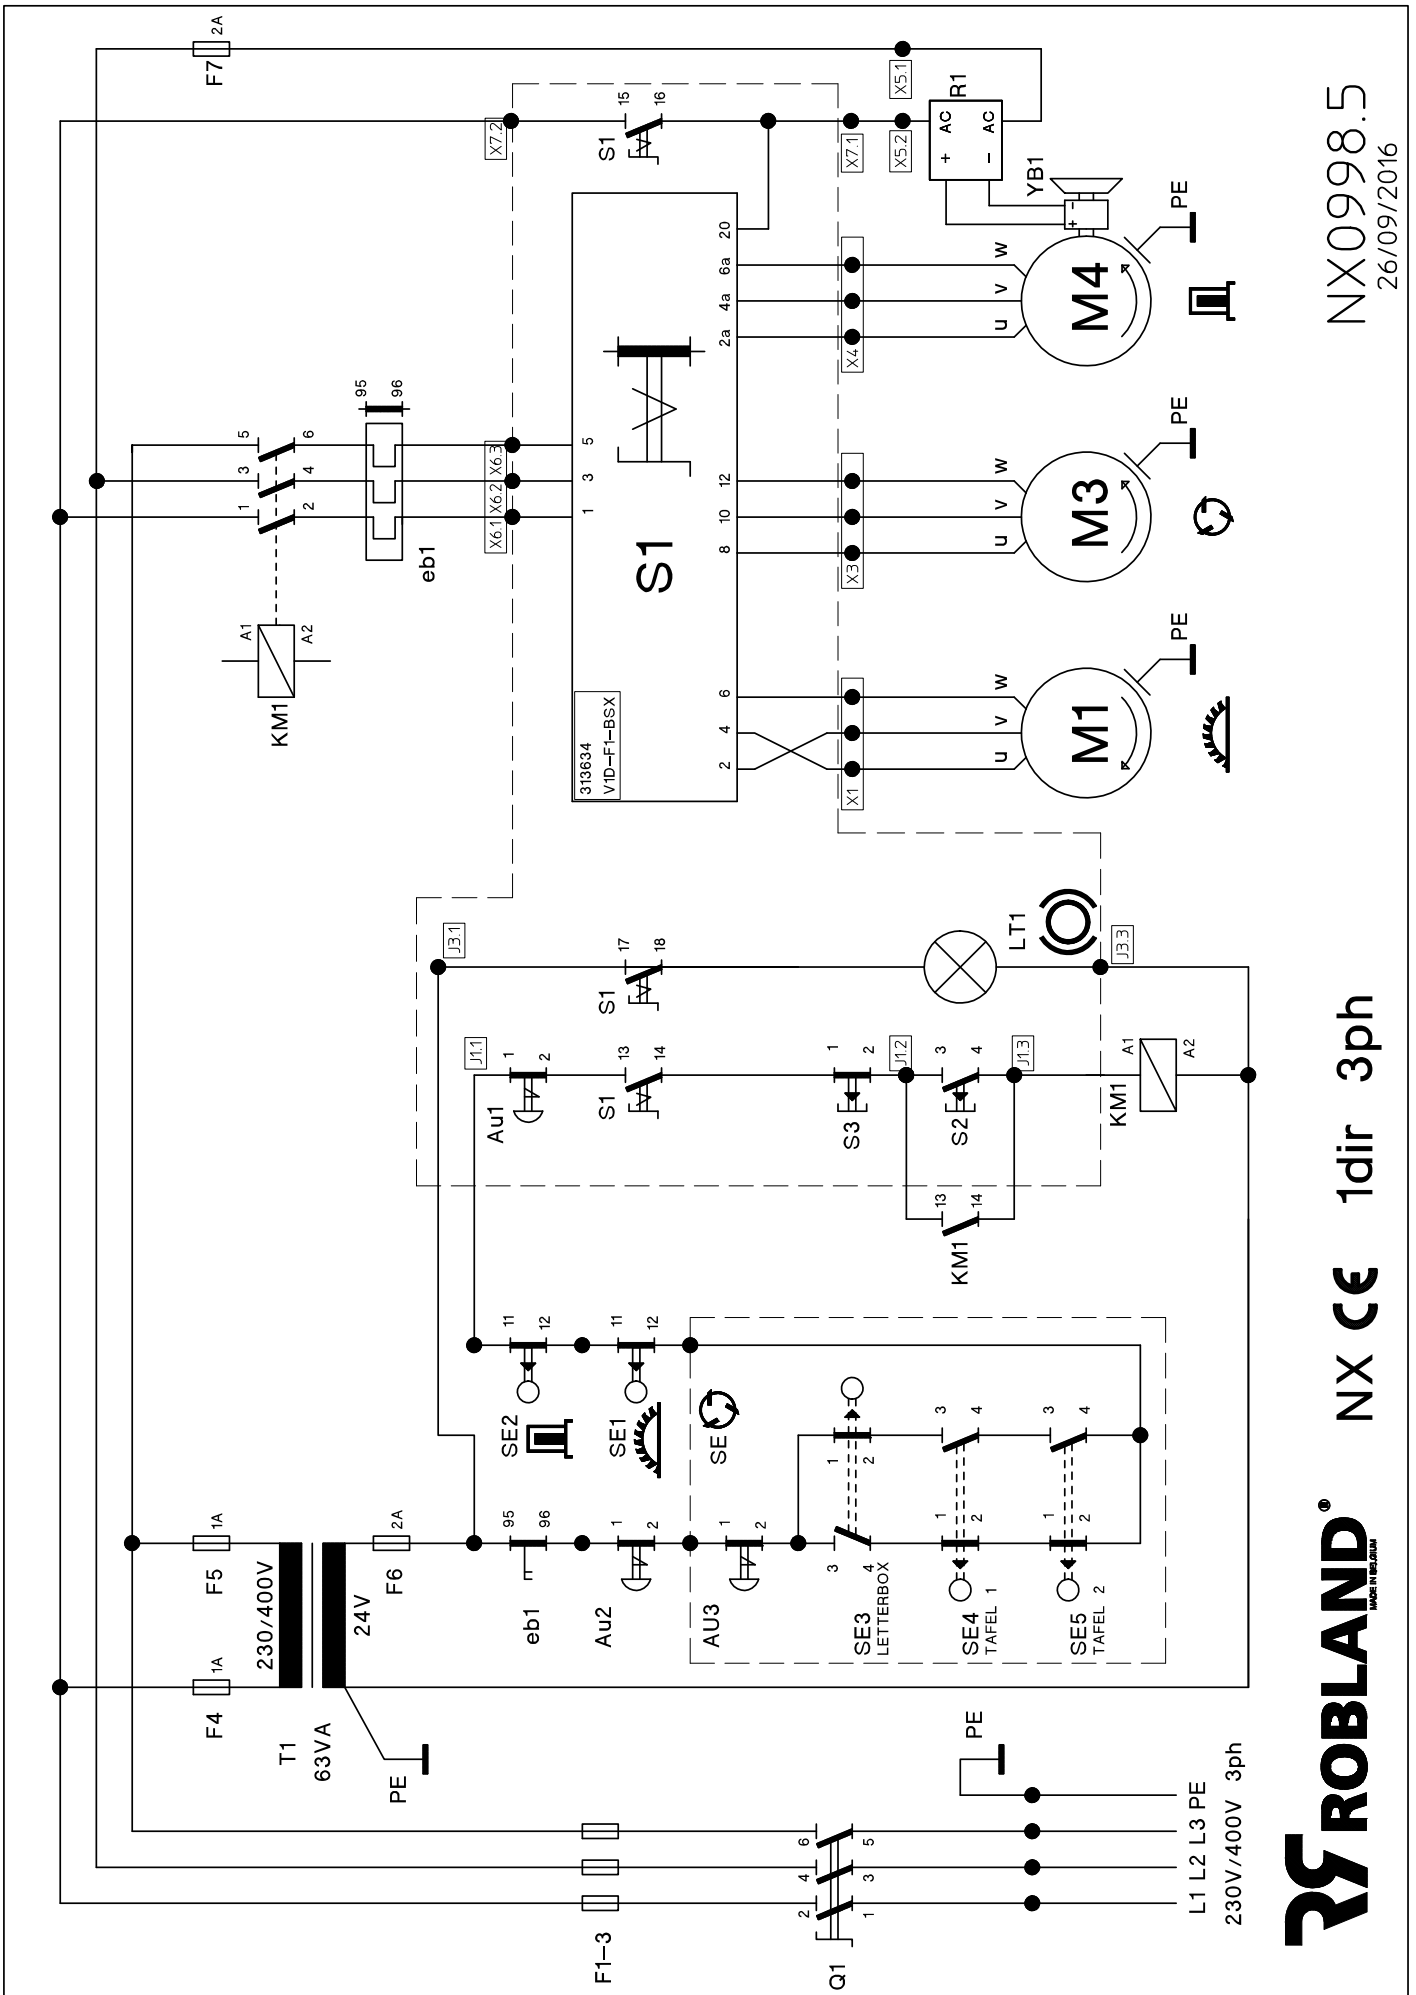 L1 L2 L3 PE
230V/400V 3ph
PE
Q1
2 4 6
1 3 5
F1-3
PE
T1
63VA
F4 1A
F5 1A
230/400V
24V
F6 2A
eb1
95
96
Au2
1
2
AU3
1
2
SE3
LETTERBOX
3
4
1
2
SE4
TAFEL 1
1
2
3
4
SE5
TAFEL 2
1
2
3
4
SE2
11
12
SE1
11
12
SE
KM1
13
14
J1.1
Au1
1
2
S1
13
14
S3
1
2
J1.2
S2
3
4
J1.3
KM1
A1
A2
J3.1
S1
17
18
LT1
J3.3
KM1
A1
A2
1 3 5
2 4 6
eb1
95
96
X6.1 X6.2 X6.3
1 3 5
313634
V1D-F1-BSX
S1
2 4 6 8 10 12 2a 4a 6a 20
X1
X3
X4
u v w
M1
PE
u v w
M3
PE
u v w
M4
PE
YB1
+ -
R1
+ AC
- AC
X7.2
S1
15
16
X7.1
X5.2
X5.1
F7 2A
ROBLAND®
MADE IN BELGIUM
NX CE 1dir 3ph
NX0998.5
26/09/2016